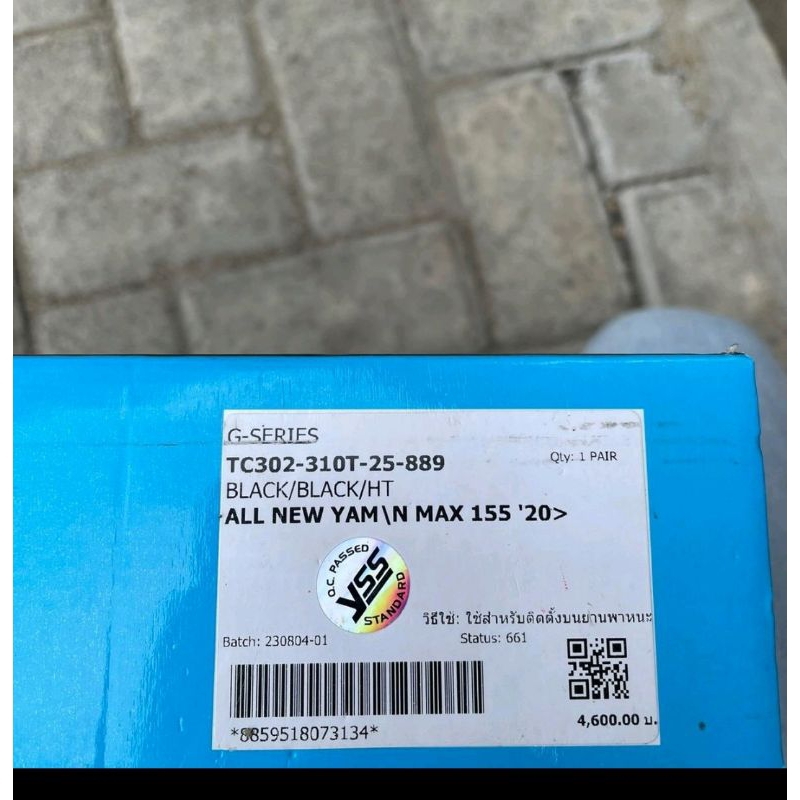 G-SERIES
TC302-310T-25-889
Qty: 1 PAIR
BLACK/BLACK/HT
ALL NEW YAM\N MAX 155 '20>
Q.C. PASSED
YSS
STANDARD
วิธีใช้: ใช้สำหรับติดตั้งบนยานพาหนะ
Batch: 230804-01
Status: 661
*8859518073134*
4,600.00 บ.